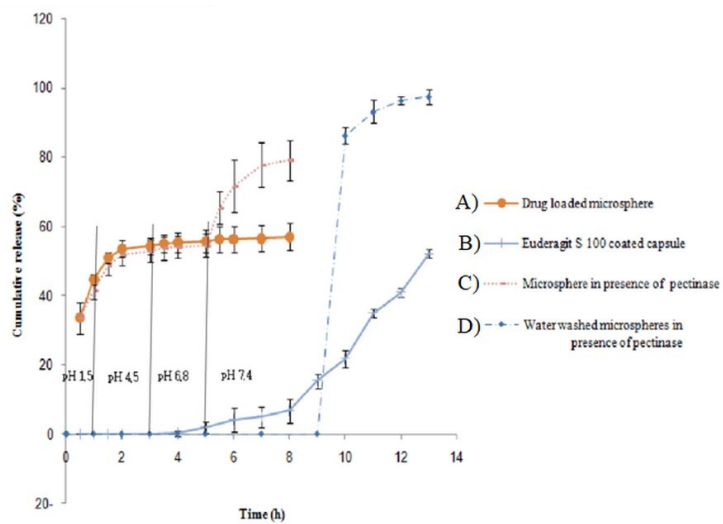 120
100
80
60
40
20
0
20-
Cumulative release (%)
pH 1,5
pH 4,5
pH 6,8
pH 7,4
0 2 4 6 8 10 12 14
Time (h)
A) Drug loaded microsphere
B) Euderagit S 100 coated capsule
C) Microsphere in presence of pectinase
D) Water washed microspheres in
presence of pectinase